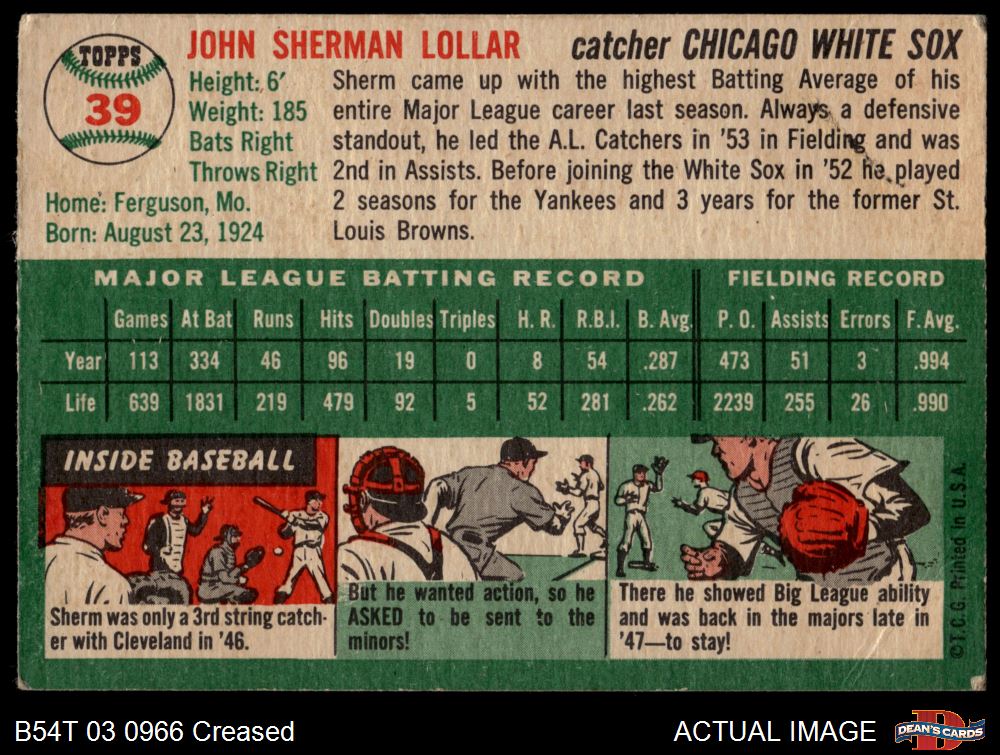 TOPPS
39
JOHN SHERMAN LOLLAR catcher CHICAGO WHITE SOX
Height: 6'
Weight: 185
Bats Right
Throws Right
Home: Ferguson, Mo.
Born: August 23, 1924
Sherm came up with the highest Batting Average of his
entire Major League career last season. Always a defensive
standout, he led the A.L. Catchers in '53 in Fielding and was
2nd in Assists. Before joining the White Sox in '52 he played
2 seasons for the Yankees and 3 years for the former St.
Louis Browns.
MAJOR LEAGUE BATTING RECORD FIELDING RECORD
Games At Bat Runs Hits Doubles Triples H. R. R.B.I. B. Avg. P. O. Assists Errors F. Avg.
Year 113 334 46 96 19 0 8 54 .287 473 51 3 .994
Life 639 1831 219 479 92 5 52 281 .262 2239 255 26 .990
INSIDE BASEBALL
Sherm was only a 3rd string catch-
er with Cleveland in '46.
But he wanted action, so he
ASKED to be sent to the
minors!
There he showed Big League ability
and was back in the majors late in
'47—to stay!
©T.C.G. Printed in U.S.A.
B54T 03 0966 Creased
ACTUAL IMAGE
DEAN'S CARDS